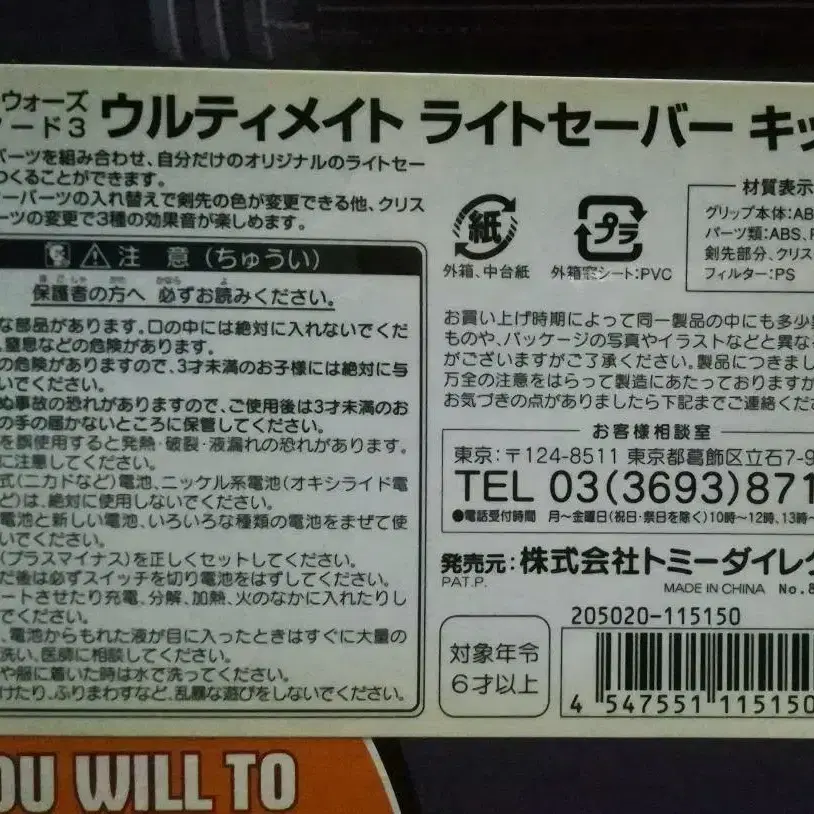 ウォーズ
ード3
ウルティメイト ライトセーバー キッ
パーツを組み合わせ、自分だけのオリジナルのライトセー
つくることができます。
ーパーツの入れ替えで剣先の色が変更できる他、クリス
ーツの変更で3種の効果音が楽しめます。
注 意 (ちゅうい)
保護者の方へ 必ずお読みください。
な部品があります。口の中には絶対に入れないでくだ
窒息などの危険があります。
の危険がありますので、3才未満のお子様には絶対に与
いでください。
ぬ事故の恐れがありますので、ご使用後は3才未満のお
の手の届かないところに保管してください。
を誤使用すると発熱・破裂・液漏れの恐れがあります。
に注意してください。
式(ニカドなど)電池、ニッケル系電池(オキシライド電
ど)は、絶対に使用しないでください。
電池と新しい電池、いろいろな種類の電池をまぜて使
いでください。
(プラスマイナス)を正しくセットしてください。
だ後は必ずスイッチを切り電池をはずしてください。
ートさせたり充電、分解、加熱、火のなかに入れたりし
でください。
、電池からもれた液が目に入ったときはすぐに大量の
洗い、医師に相談してください。
や服に着いた時は水で洗ってください。
けたり、ふりまわすなど、乱暴な遊びをしないでください。
紙
外箱、中台紙
プラ
外箱窓シート:PVC
材質表示
グリップ本体:AB
パーツ類:ABS、P
剣先部分、クリス
フィルター:PS
お買い上げ時期によって同一製品の中にも多少
ものや、パッケージの写真やイラストなどと異な
がございますがご了承ください。製品につきまし
万全の注意をはらって製造にあたっておりますが
お気づきの点がありましたら下記までご連絡くだ
お客様相談室
東京:〒124-8511 東京都葛飾区立石7-9
TEL 03(3693)871
●電話受付時間 月〜金曜日(祝日・祭日を除く)10時〜12時、13時〜
発売元:株式会社トミーダイレク
PAT.P.
MADE IN CHINA No.8
205020-115150
対象年令
6才以上
4 547551 115150
OU WILL TO